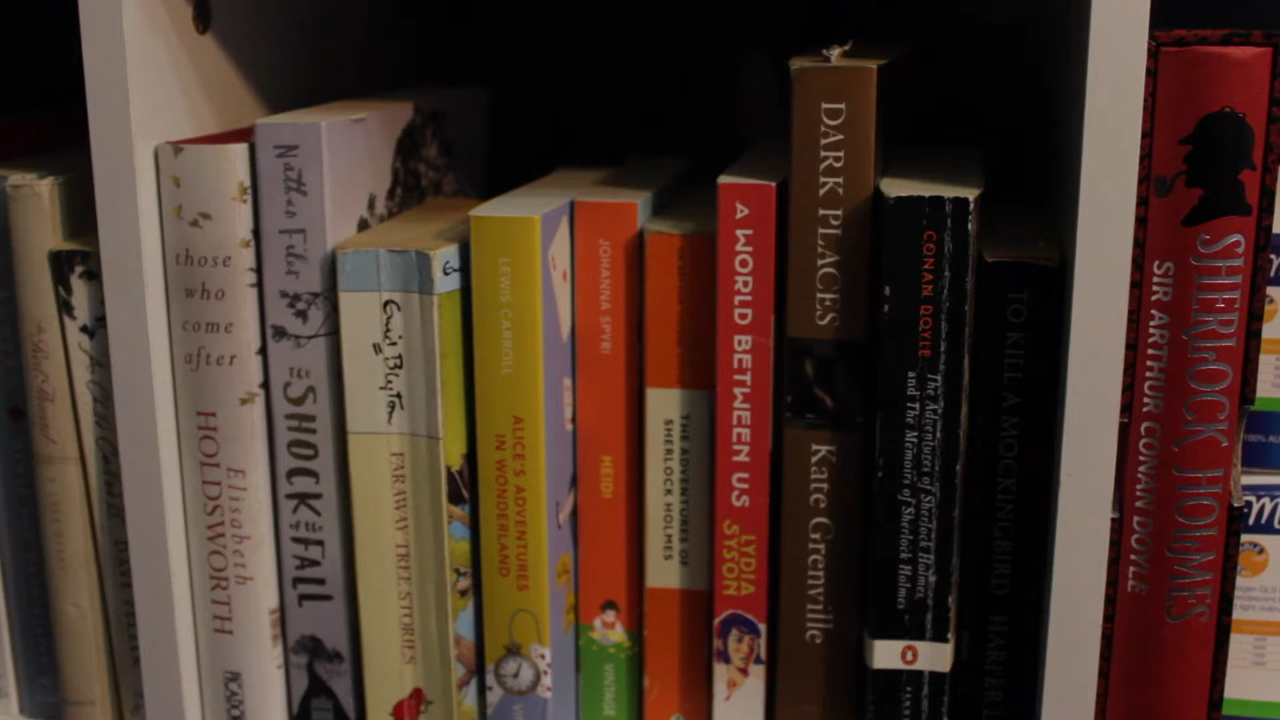 those
who
come
after
Elisabeth
HOLDSWORTH
PICADOR
Nathan Filer
THE SHOCK OF THE FALL
Enid Blyton
FARAWAY TREE STORIES
LEWIS CARROLL
ALICE'S ADVENTURES
IN WONDERLAND
JOHANNA SPYRI
HEIDI
VINTAGE
THE ADVENTURES OF
SHERLOCK HOLMES
A WORLD BETWEEN US
LYDIA
SYSON
DARK PLACES
Kate Grenville
CONAN DOYLE
The Adventures of Sherlock Holmes
and The Memoirs of Sherlock Holmes
TO KILL A MOCKINGBIRD
HARPER
SHERLOCK HOLMES
SIR ARTHUR CONAN DOYLE
100%